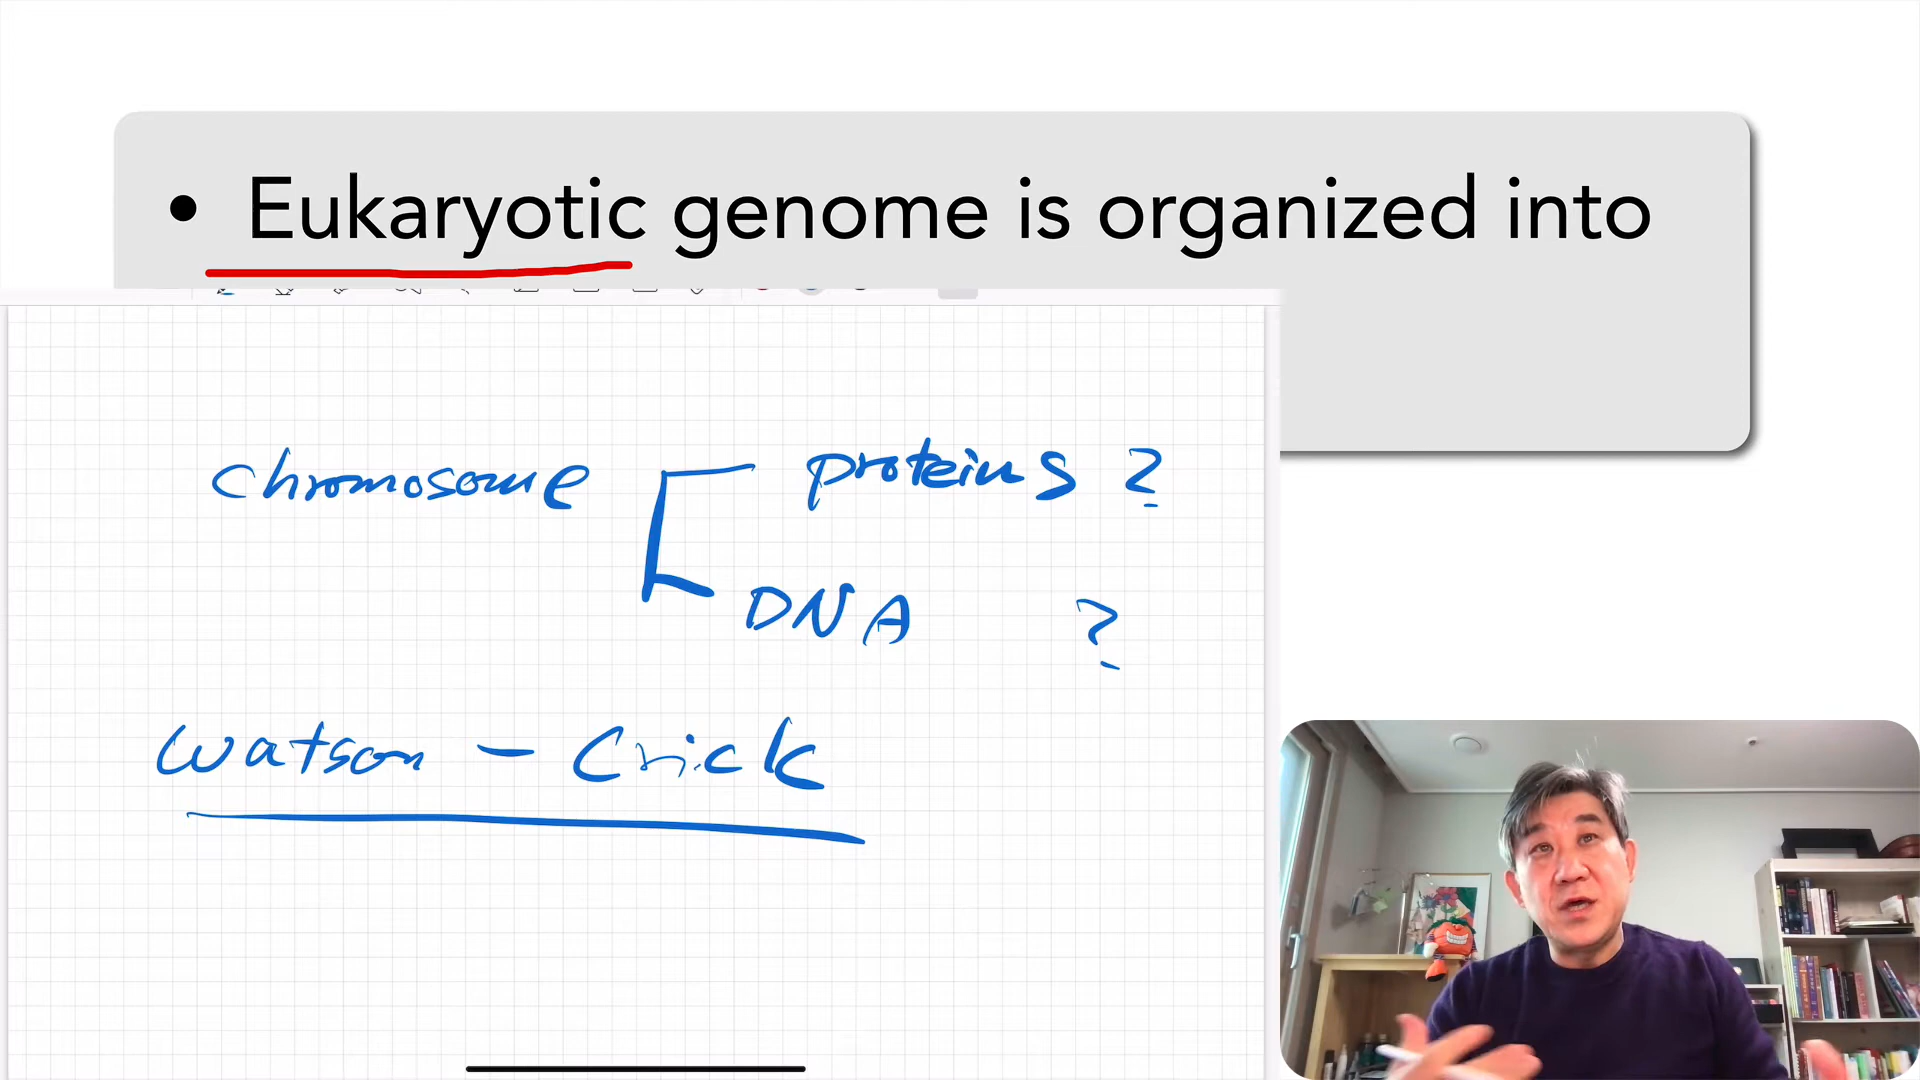 • Eukaryotic genome is organized into
chromosome proteins ?
DNA ?
Watson - Crick